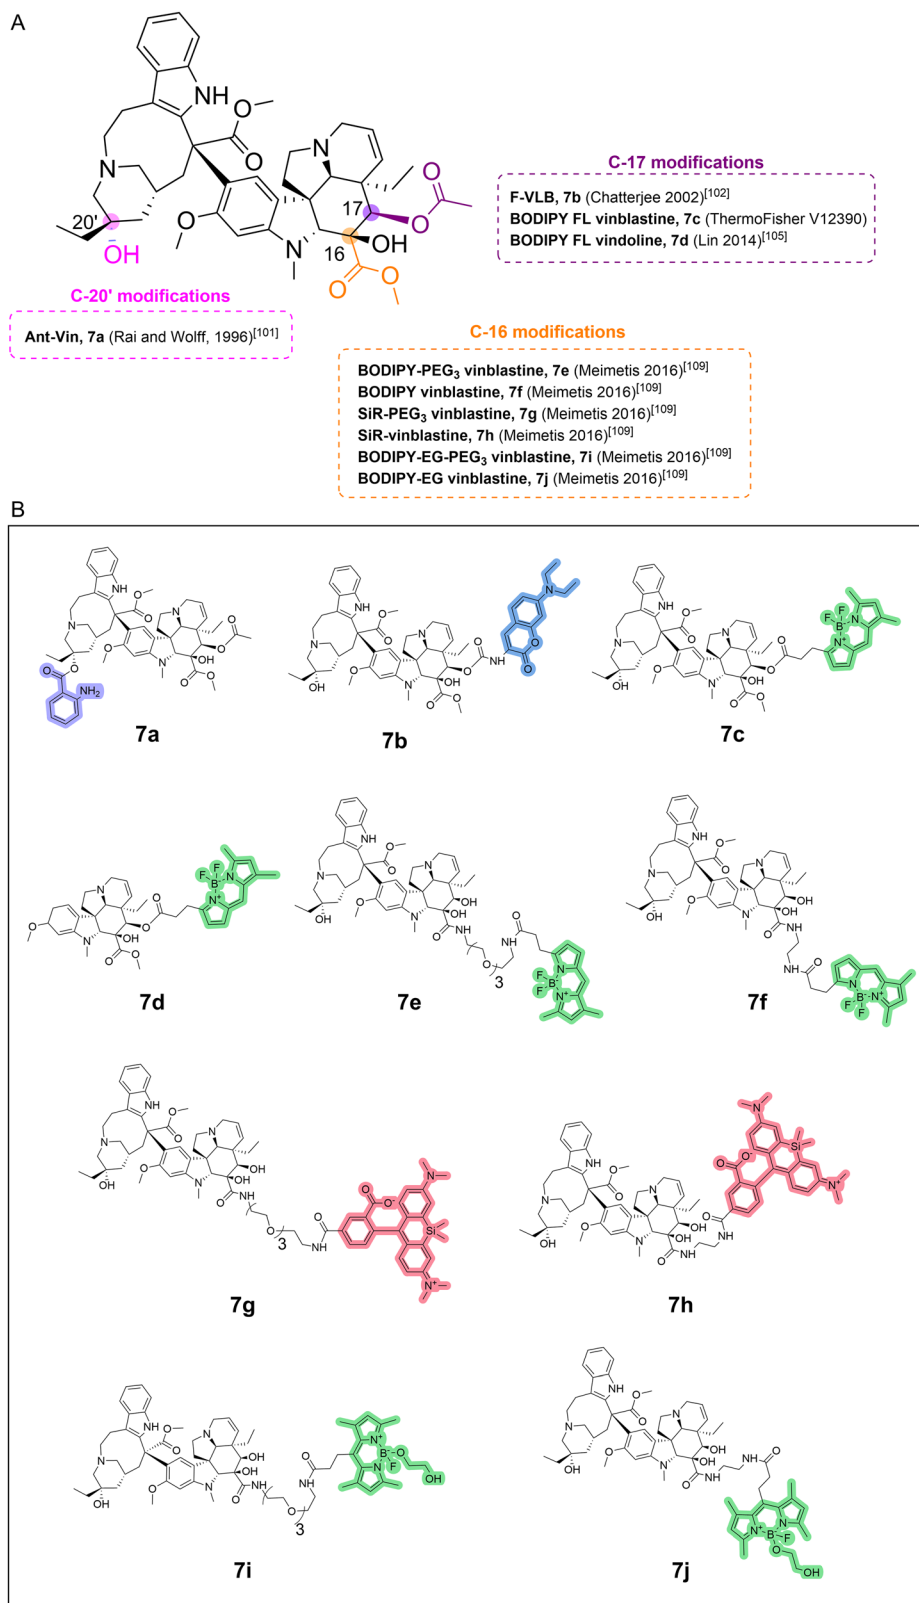 A
NH
O
O
N
N
N
20'
OH
O
N
17
16
O
O
OH
O
O
C-17 modifications
F-VLB, 7b (Chatterjee 2002)[102]
BODIPY FL vinblastine, 7c (ThermoFisher V12390)
BODIPY FL vindoline, 7d (Lin 2014)[105]
C-20' modifications
Ant-Vin, 7a (Rai and Wolff, 1996)[101]
C-16 modifications
BODIPY-PEG3 vinblastine, 7e (Meimetis 2016)[109]
BODIPY vinblastine, 7f (Meimetis 2016)[109]
SiR-PEG3 vinblastine, 7g (Meimetis 2016)[109]
SiR-vinblastine, 7h (Meimetis 2016)[109]
BODIPY-EG-PEG3 vinblastine, 7i (Meimetis 2016)[109]
BODIPY-EG vinblastine, 7j (Meimetis 2016)[109]
B
7a
7b
7c
7d
7e
7f
7g
7h
7i
7j